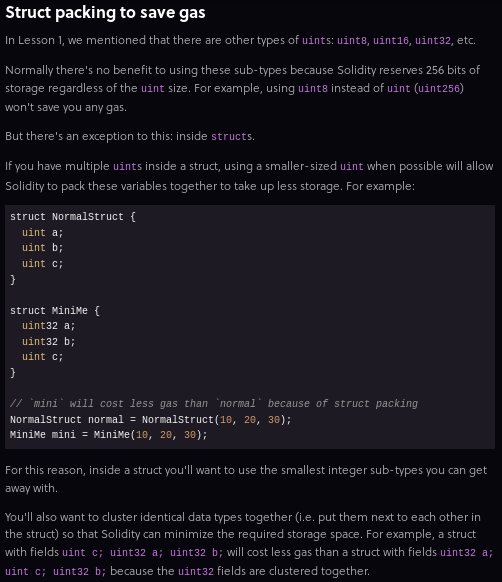 Struct packing to save gas
In Lesson 1, we mentioned that there are other types of uints: uint8, uint16, uint32, etc.
Normally there's no benefit to using these sub-types because Solidity reserves 256 bits of
storage regardless of the uint size. For example, using uint8 instead of uint (uint256)
won't save you any gas.
But there's an exception to this: inside structs.
If you have multiple uints inside a struct, using a smaller-sized uint when possible will allow
Solidity to pack these variables together to take up less storage. For example:
struct NormalStruct {
  uint a;
  uint b;
  uint c;
}
struct MiniMe {
  uint32 a;
  uint32 b;
  uint c;
}
// `mini` will cost less gas than `normal` because of struct packing
NormalStruct normal = NormalStruct(10, 20, 30);
MiniMe mini = MiniMe(10, 20, 30);
For this reason, inside a struct you'll want to use the smallest integer sub-types you can get
away with.
You'll also want to cluster identical data types together (i.e. put them next to each other in
the struct) so that Solidity can minimize the required storage space. For example, a struct
with fields uint c; uint32 a; uint32 b; will cost less gas than a struct with fields uint32 a;
uint c; uint32 b; because the uint32 fields are clustered together.